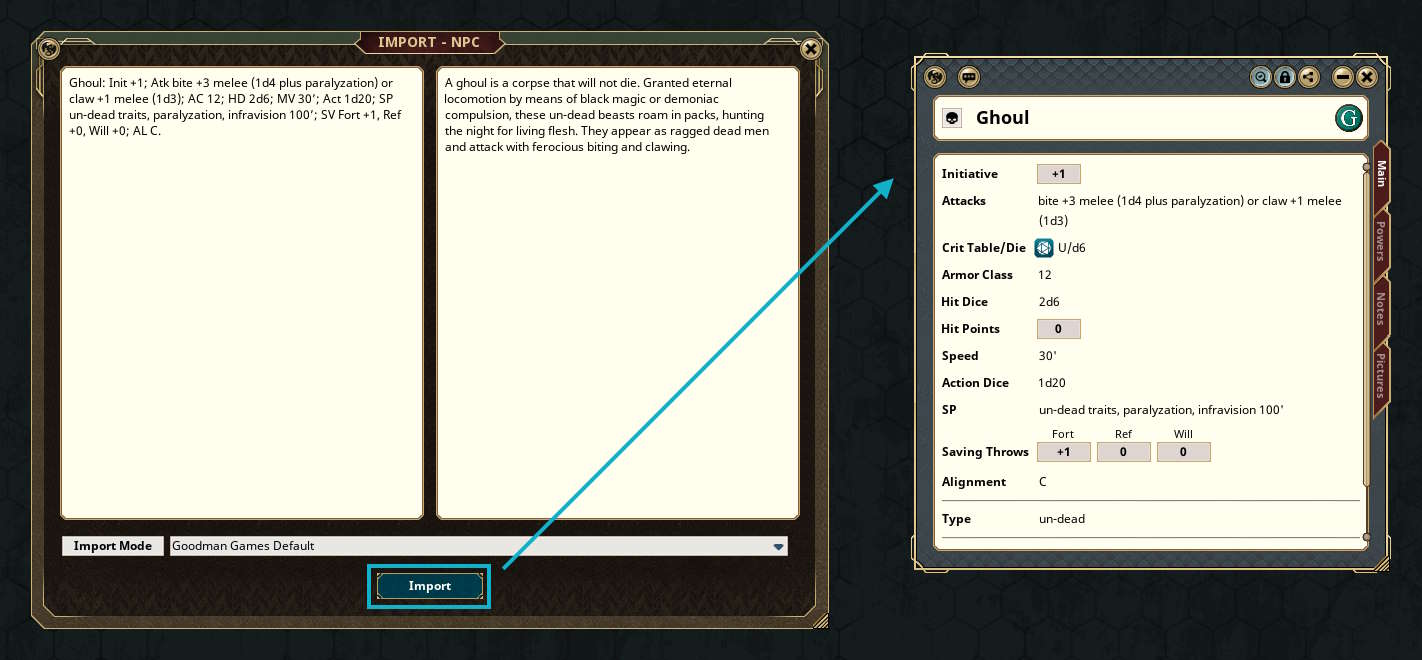 IMPORT - NPC
Ghoul: Init +1; Atk bite +3 melee (1d4 plus paralyzation) or
claw +1 melee (1d3); AC 12; HD 2d6; MV 30’; Act 1d20; SP
un-dead traits, paralyzation, infravision 100’; SV Fort +1, Ref
+0, Will +0; AL C.
A ghoul is a corpse that will not die. Granted eternal
locomotion by means of black magic or demoniac
compulsion, these un-dead beasts roam in packs, hunting
the night for living flesh. They appear as ragged dead men
and attack with ferocious biting and clawing.
Import Mode Goodman Games Default
Import
Ghoul G
Initiative +1
Attacks bite +3 melee (1d4 plus paralyzation) or claw +1 melee
(1d3)
Crit Table/Die U/d6
Armor Class 12
Hit Dice 2d6
Hit Points 0
Speed 30'
Action Dice 1d20
SP un-dead traits, paralyzation, infravision 100'
Fort Ref Will
Saving Throws +1 0 0
Alignment C
Type un-dead
Main
Powers
Notes
Pictures